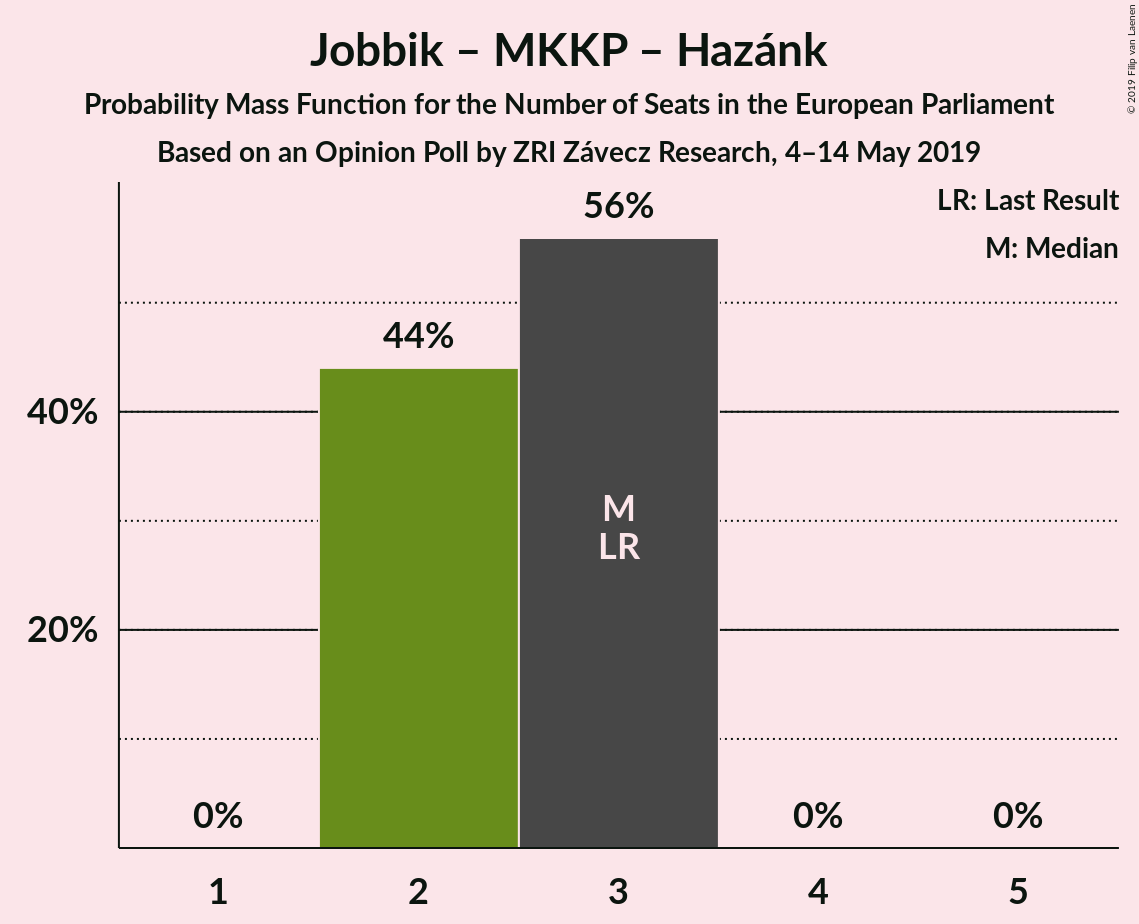 Jobbik – MKKP – Hazánk
Probability Mass Function for the Number of Seats in the European Parliament
Based on an Opinion Poll by ZRI Závecz Research, 4–14 May 2019
© 2019 Filip van Laenen
LR: Last Result
M: Median
56%
44%
40%
M
LR
20%
0%
0%
0%
1
2
3
4
5